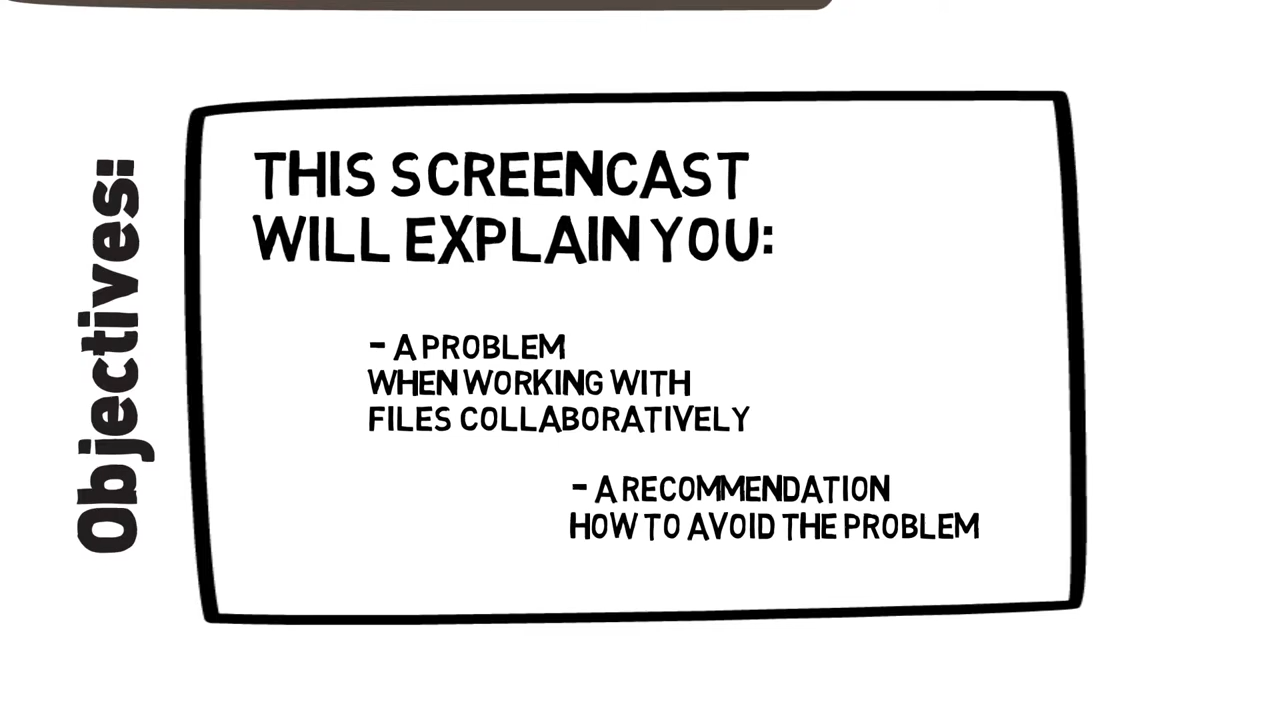 Objectives:
THIS SCREENCAST
WILL EXPLAIN YOU:
- A PROBLEM
WHEN WORKING WITH
FILES COLLABORATIVELY
- A RECOMMENDATION
HOW TO AVOID THE PROBLEM